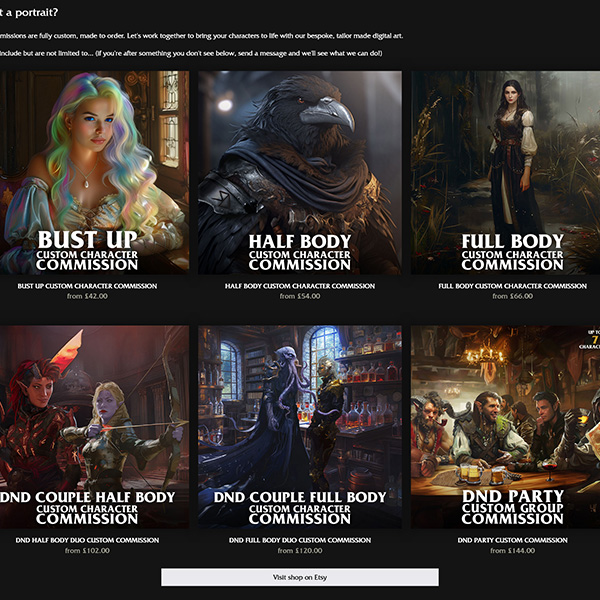 t a portrait?
missions are fully custom, made to order. Let's work together to bring your characters to life with our bespoke, tailor made digital art.
include but are not limited to... (if you're after something you don't see below, send a message and we'll see what we can do!)
BUST UP
CUSTOM CHARACTER
COMMISSION
HALF BODY
CUSTOM CHARACTER
COMMISSION
FULL BODY
CUSTOM CHARACTER
COMMISSION
BUST UP CUSTOM CHARACTER COMMISSION
from £42.00
HALF BODY CUSTOM CHARACTER COMMISSION
from £54.00
FULL BODY CUSTOM CHARACTER COMMISSION
from £66.00
DND COUPLE HALF BODY
CUSTOM CHARACTER
COMMISSION
DND COUPLE FULL BODY
CUSTOM CHARACTER
COMMISSION
UP TO
7
CHARAC
DND PARTY
CUSTOM GROUP
COMMISSION
DND HALF BODY DUO CUSTOM COMMISSION
from £102.00
DND FULL BODY DUO CUSTOM COMMISSION
from £120.00
DND PARTY CUSTOM COMMISSION
from £144.00
Visit shop on Etsy